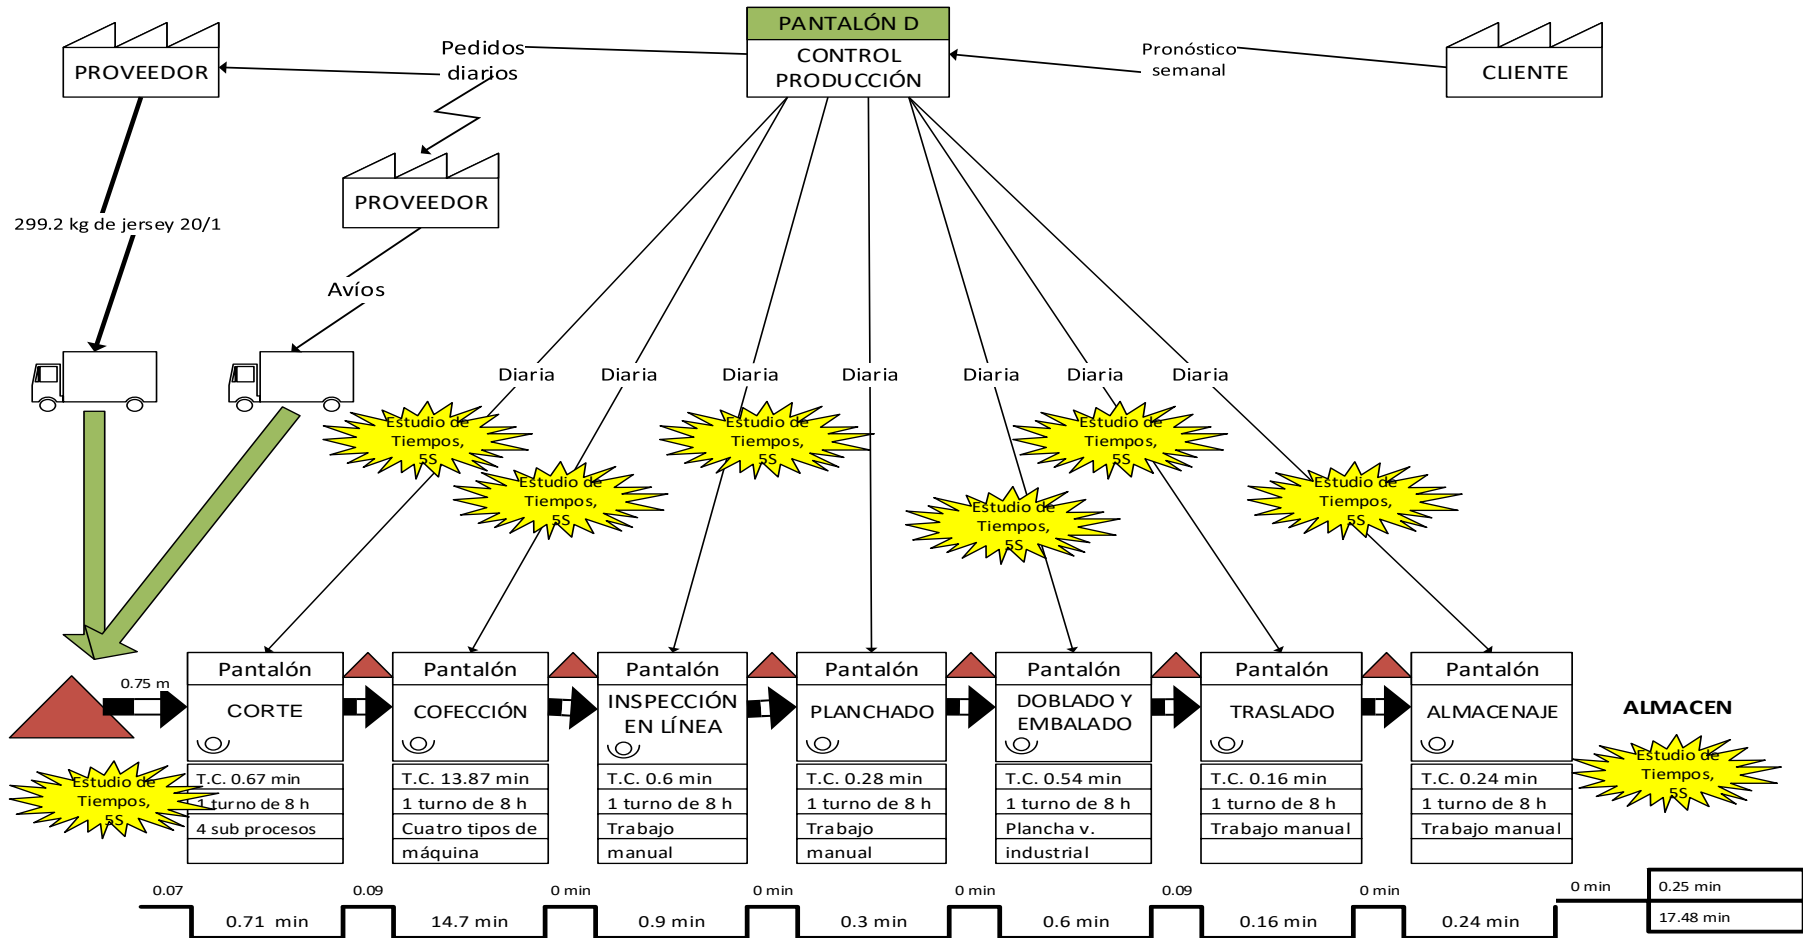 PANTALÓN D
CONTROL
PRODUCCIÓN
PROVEEDOR
Pedidos
diarios
Pronóstico
semanal
CLIENTE
PROVEEDOR
299.2 kg de jersey 20/1
Avíos
Diaria
Diaria
Diaria
Diaria
Diaria
Diaria
Diaria
Estudio de
Tiempos,
5S
Estudio de
Tiempos,
5S
Estudio de
Tiempos,
5S
Estudio de
Tiempos,
5S
Estudio de
Tiempos,
5S
Estudio de
Tiempos,
5S
0.75 m
Pantalón
CORTE
T.C. 0.67 min
1 turno de 8 h
4 sub procesos
Pantalón
COFECCIÓN
T.C. 13.87 min
1 turno de 8 h
Cuatro tipos de
máquina
Pantalón
INSPECCIÓN
EN LÍNEA
T.C. 0.6 min
1 turno de 8 h
Trabajo
manual
Pantalón
PLANCHADO
T.C. 0.28 min
1 turno de 8 h
Trabajo
manual
Pantalón
DOBLADO Y
EMBALADO
T.C. 0.54 min
1 turno de 8 h
Plancha v.
industrial
Pantalón
TRASLADO
T.C. 0.16 min
1 turno de 8 h
Trabajo manual
Pantalón
ALMACENAJE
T.C. 0.24 min
1 turno de 8 h
Trabajo manual
ALMACEN
Estudio de
Tiempos,
5S
Estudio de
Tiempos,
5S
0.07
0.71 min
0.09
14.7 min
0 min
0.9 min
0 min
0.3 min
0 min
0.6 min
0.09
0.16 min
0 min
0.24 min
0 min
0.25 min
17.48 min